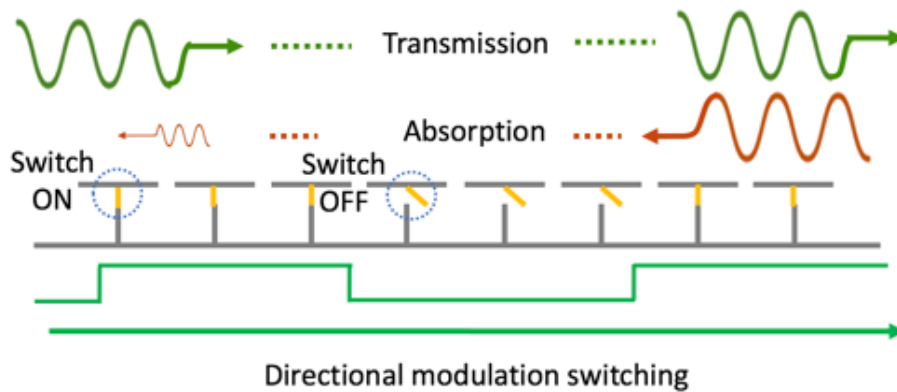 Transmission
Absorption
Switch
ON
Switch
OFF
Directional modulation switching